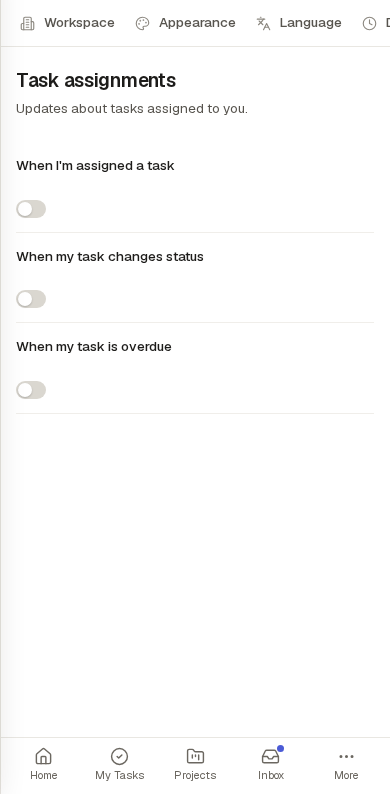 Workspace Appearance Language
Task assignments
Updates about tasks assigned to you.
When I'm assigned a task
When my task changes status
When my task is overdue
Home My Tasks Projects Inbox More